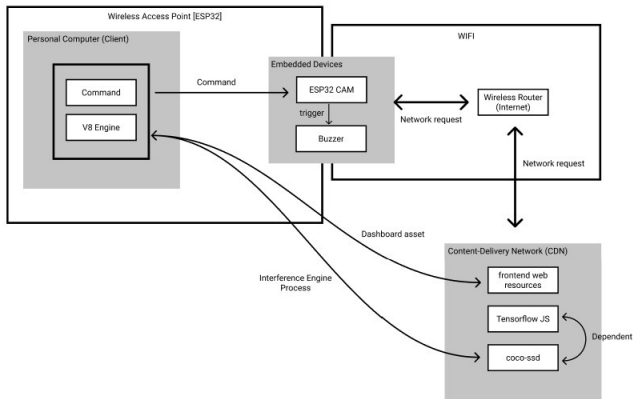 Wireless Access Point [ESP32]
Personal Computer (Client)
Command
V8 Engine
Command
Embedded Devices
ESP32 CAM
trigger
Buzzer
WIFI
Network request
Wireless Router
(Internet)
Network request
Dashboard asset
Interference Engine
Process
Content-Delivery Network (CDN)
frontend web
resources
Tensorflow JS
Dependent
coco-ssd